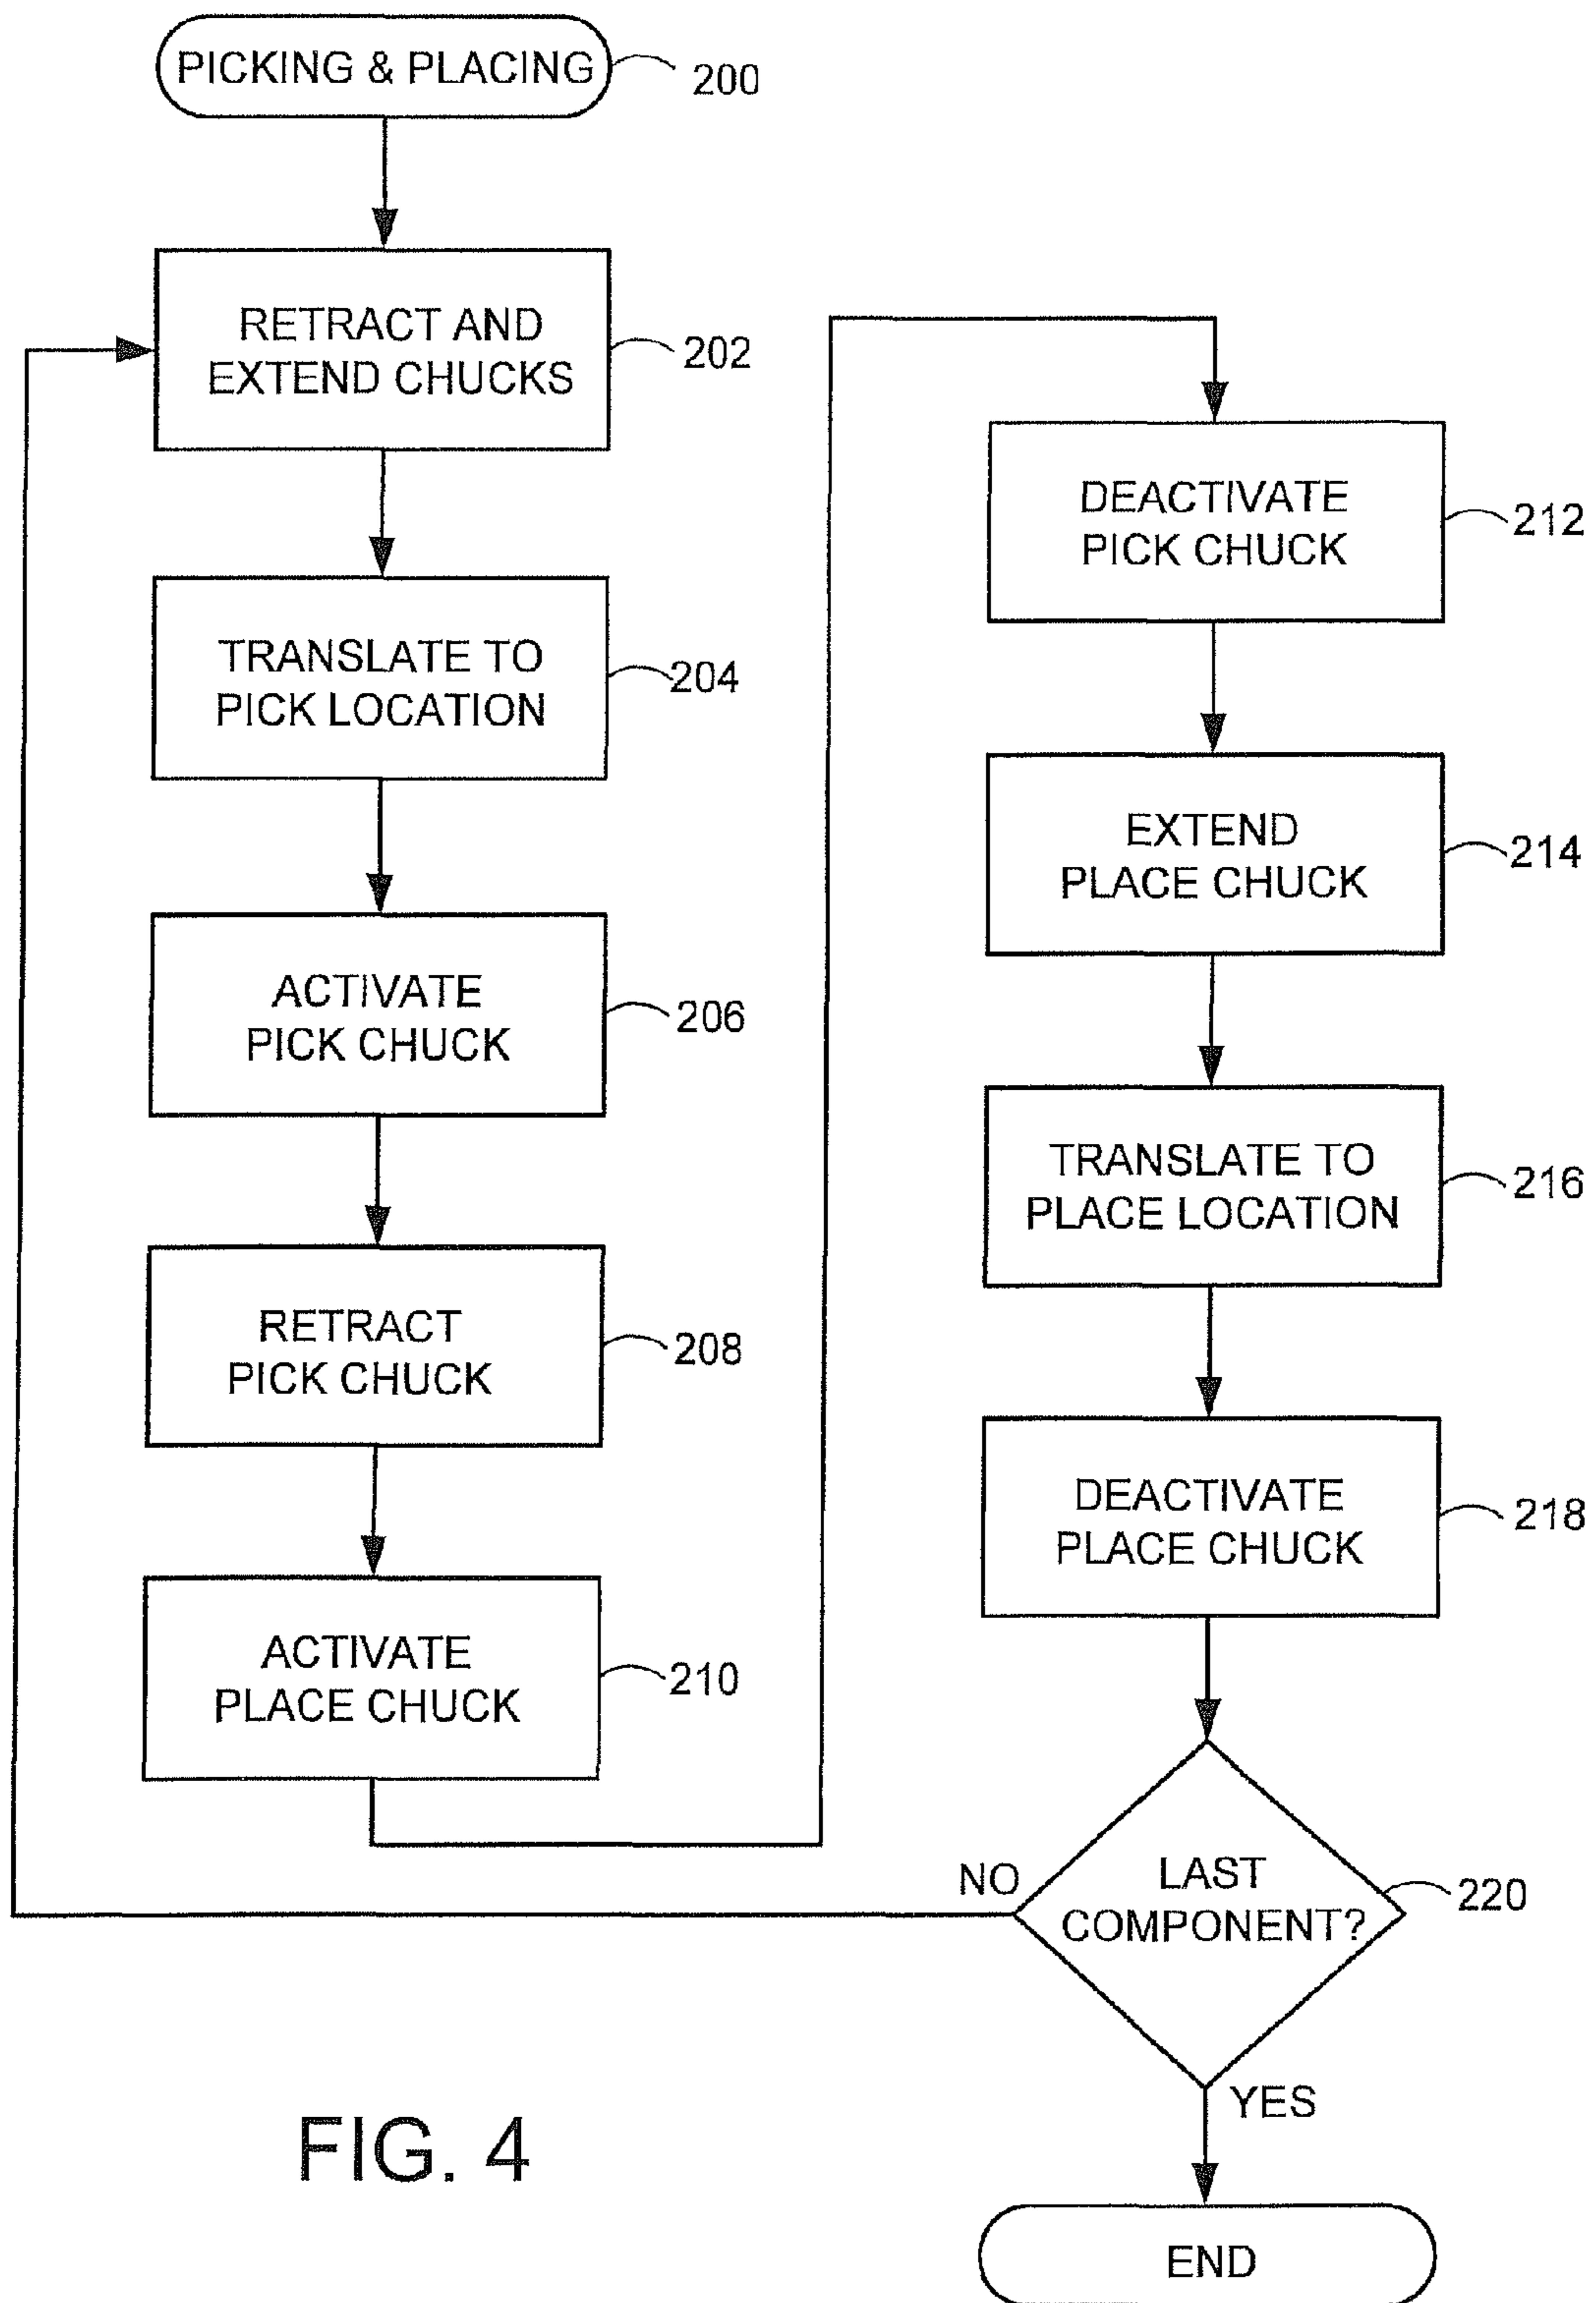 PICKING & PLACING
200
RETRACT AND
EXTEND CHUCKS
202
TRANSLATE TO
PICK LOCATION
204
ACTIVATE
PICK CHUCK
206
RETRACT
PICK CHUCK
208
ACTIVATE
PLACE CHUCK
210
DEACTIVATE
PICK CHUCK
212
EXTEND
PLACE CHUCK
214
TRANSLATE TO
PLACE LOCATION
216
DEACTIVATE
PLACE CHUCK
218
LAST
COMPONENT?
220
NO
YES
END
FIG. 4